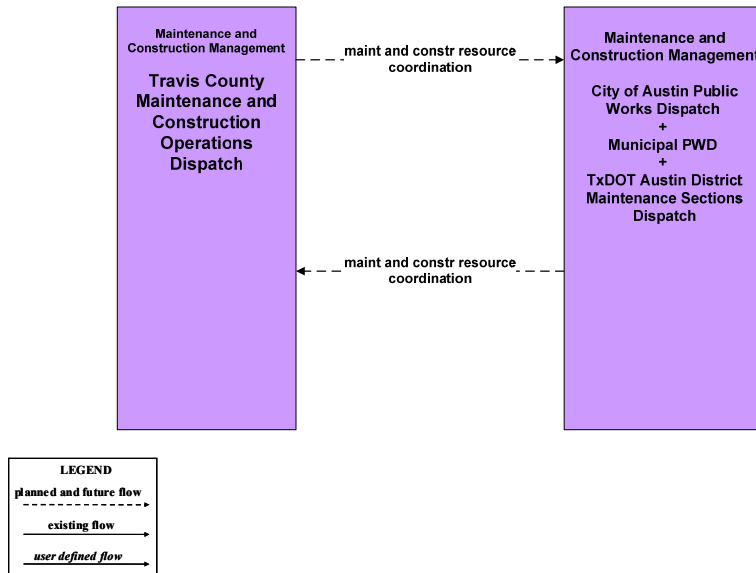 Maintenance and
Construction Management
Travis County
Maintenance and
Construction
Operations
Dispatch
maint and constr resource
coordination
maint and constr resource
coordination
Maintenance and
Construction Management
City of Austin Public
Works Dispatch
+
Municipal PWD
+
TxDOT Austin District
Maintenance Sections
Dispatch
LEGEND
planned and future flow
existing flow
user defined flow